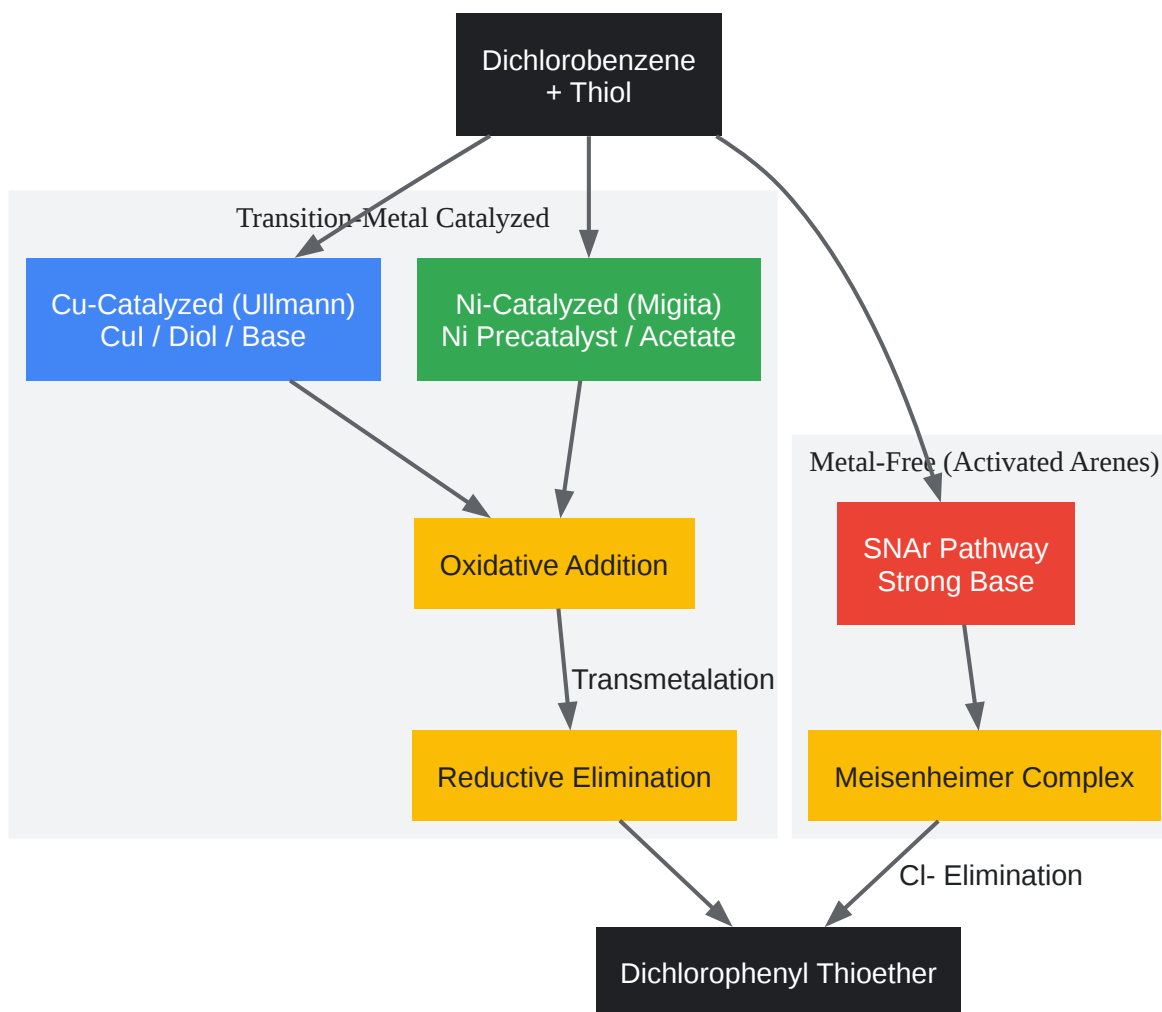 Dichlorobenzene
+ Thiol
Transition-Metal Catalyzed
Cu-Catalyzed (Ullmann)
CuI / Diol / Base
Ni-Catalyzed (Migita)
Ni Precatalyst / Acetate
Metal-Free (Activated Arenes)
SNAr Pathway
Strong Base
Oxidative Addition
Transmetalation
Reductive Elimination
Meisenheimer Complex
Cl- Elimination
Dichlorophenyl Thioether